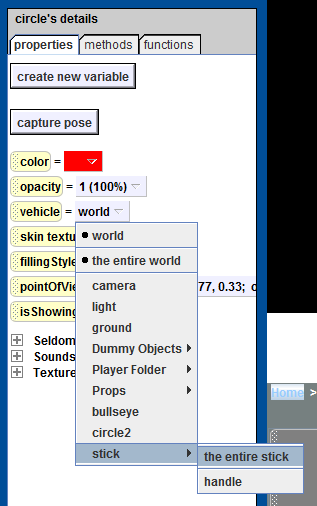 circle's details
properties methods functions
create new variable
capture pose
color =
opacity = 1 (100%)
vehicle = world
world
skin textu
the entire world
fillingStyle
camera
pointOfVie 77, 0.33; o
light
isShowing
ground
Seldom
Dummy Objects
Sounds
Player Folder
Texture
Props
Home >
bullseye
circle2
stick
the entire stick
handle